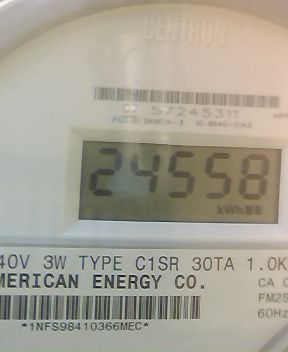 CENTRON
57245311
24558
kWh
40V 3W TYPE C1SR 30TA 1.0K
MERICAN ENERGY CO.
CA
FM2S
60Hz
*1NFS98410366MEC*